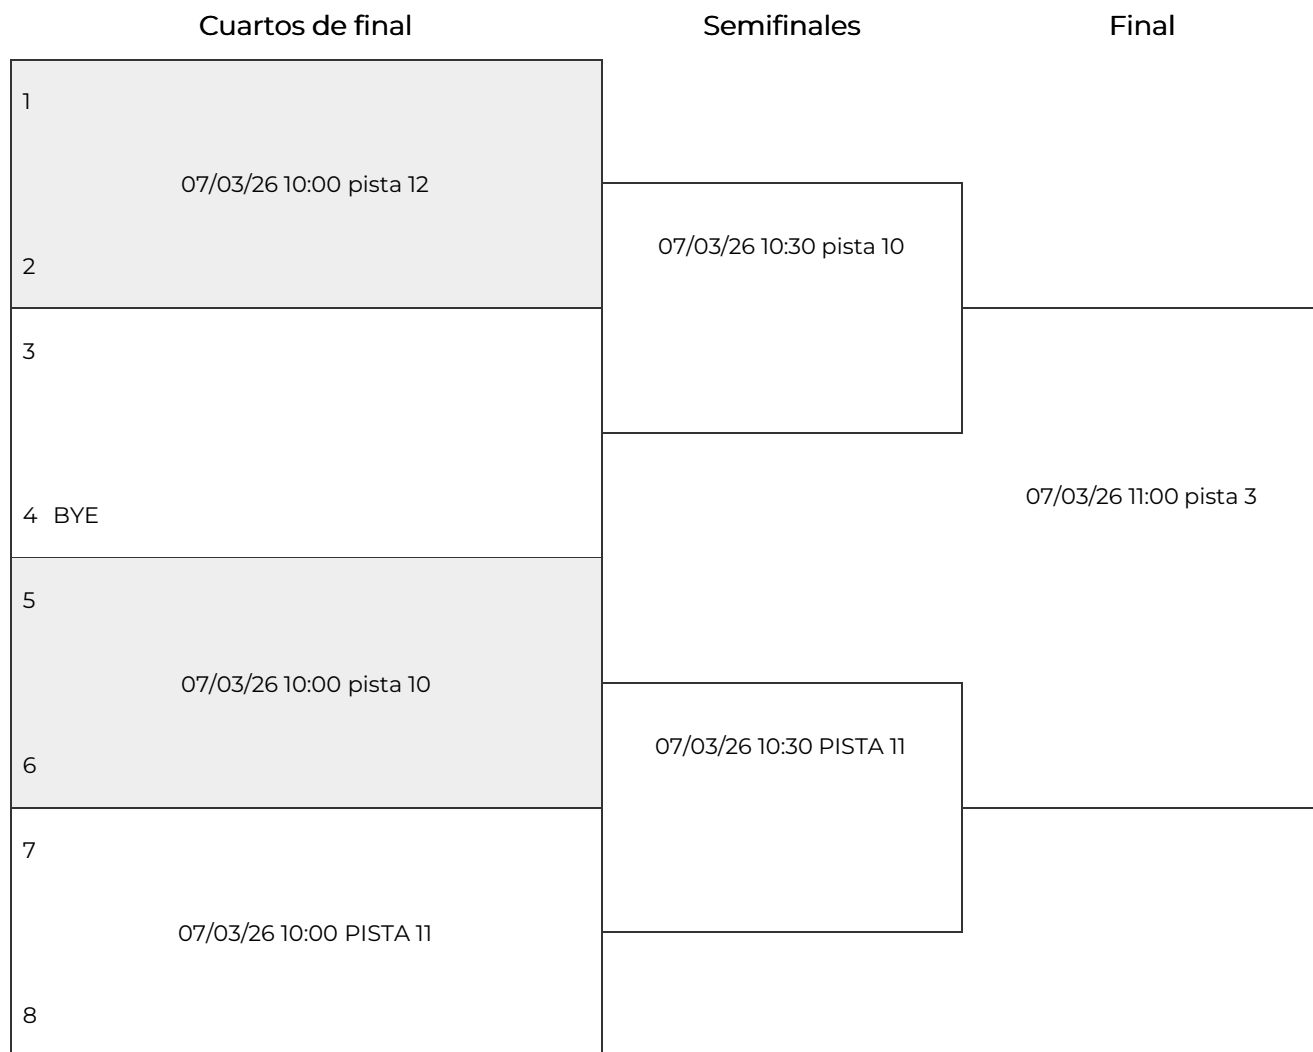 Cuartos de final
Semifinales
Final
1
07/03/26 10:00 pista 12
2
07/03/26 10:30 pista 10
3
4 BYE
07/03/26 11:00 pista 3
5
07/03/26 10:00 pista 10
6
07/03/26 10:30 PISTA 11
7
07/03/26 10:00 PISTA 11
8